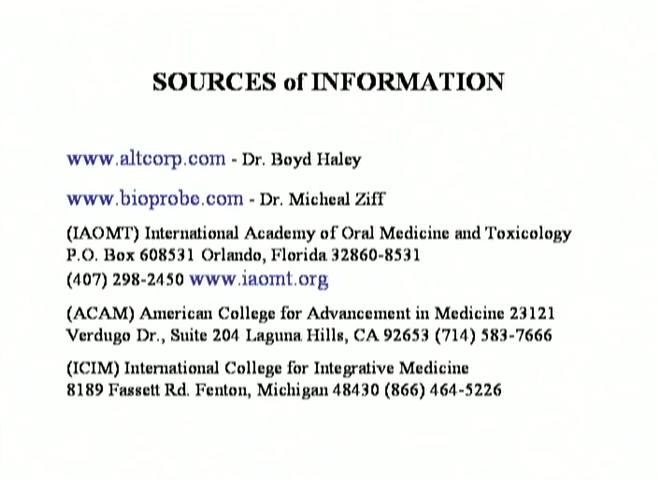 SOURCES of INFORMATION
www.altcorp.com - Dr. Boyd Haley
www.bioprobe.com - Dr. Micheal Ziff
(IAOMT) International Academy of Oral Medicine and Toxicology
P.O. Box 608531 Orlando, Florida 32860-8531
(407) 298-2450 www.iaomt.org
(ACAM) American College for Advancement in Medicine 23121
Verdugo Dr., Suite 204 Laguna Hills, CA 92653 (714) 583-7666
(ICIM) International College for Integrative Medicine
8189 Fassett Rd. Fenton, Michigan 48430 (866) 464-5226